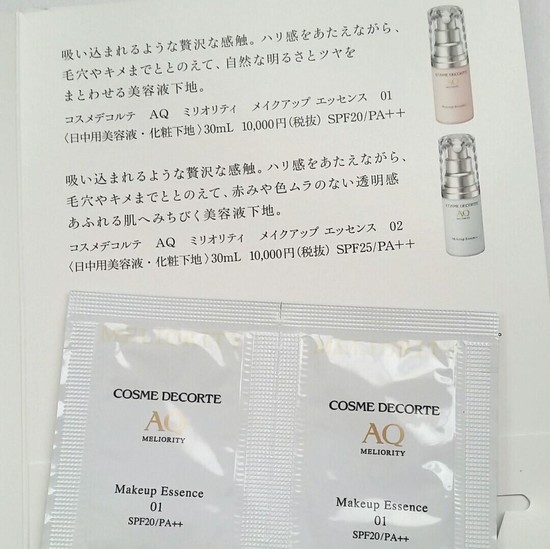 吸い込まれるような贅沢な感触。ハリ感をあたえながら、
毛穴やキメまでととのえて、自然な明るさとツヤを
まとわせる美容液下地。
コスメデコルテ AQ ミリオリティ メイクアップ エッセンス 01
〈日中用美容液・化粧下地〉30mL 10,000円(税抜) SPF20/PA++
吸い込まれるような贅沢な感触。ハリ感をあたえながら、
毛穴やキメまでととのえて、赤みや色ムラのない透明感
あふれる肌へみちびく美容液下地。
コスメデコルテ AQ ミリオリティ メイクアップ エッセンス 02
〈日中用美容液・化粧下地〉30mL 10,000円(税抜) SPF25/PA++
COSME DECORTE
AQ
MELIORITY
Makeup Essence
COSME DECORTE
AQ
MELIORITY
Makeup Essence
COSME DECORTE
AQ
MELIORITY
Makeup Essence
01
SPF20/PA++
COSME DECORTE
AQ
MELIORITY
Makeup Essence
01
SPF20/PA++